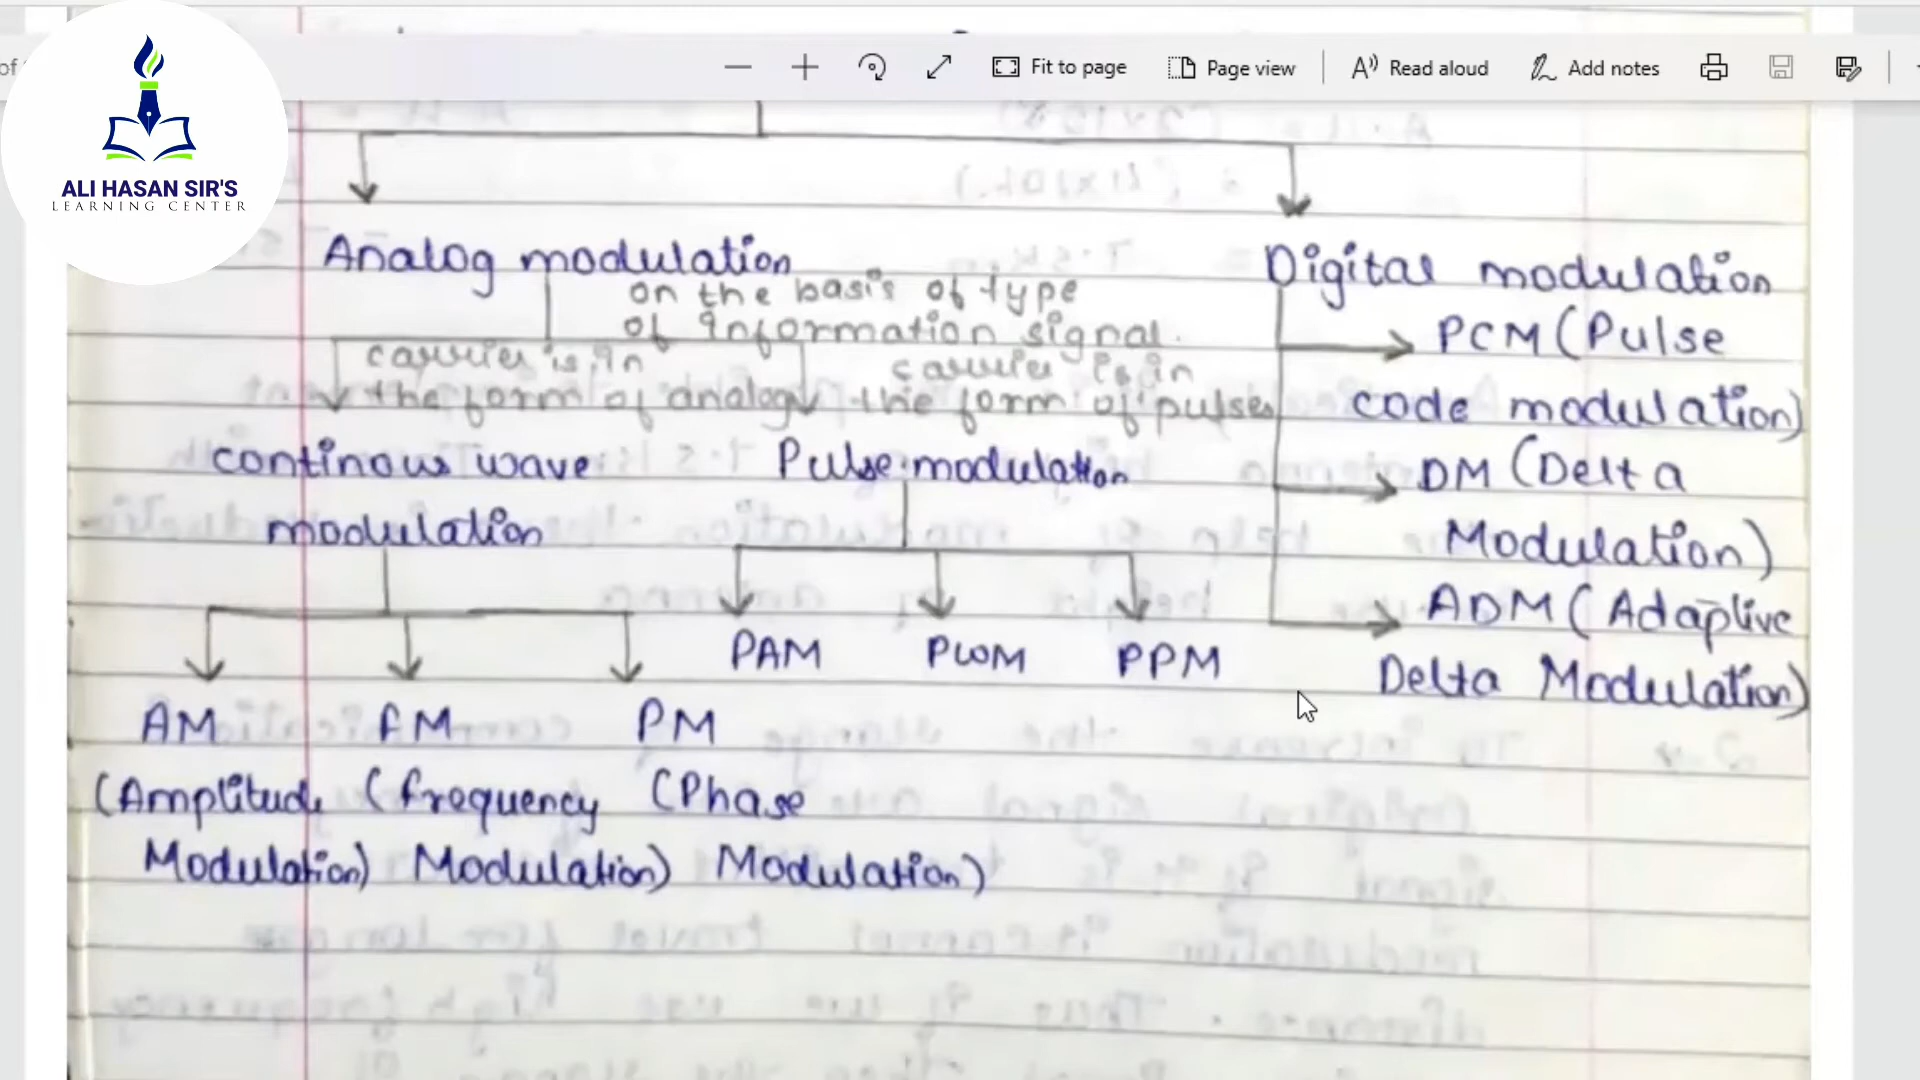 of
Fit to page
Page view
Read aloud
Add notes
ALI HASAN SIR'S
LEARNING CENTER
Analog modulation
on the basis of type
of information signal.
Digital modulation
PCM (Pulse
code modulation)
carrier is in
the form of analog
carrier is in
the form of pulses
continous wave
modulation
Pulse modulation
DM (Delta
Modulation)
PAM PWM PPM
ADM (Adaptive
Delta Modulation)
AM FM PM
(Amplitude (frequency (Phase
Modulation) Modulation) Modulation)